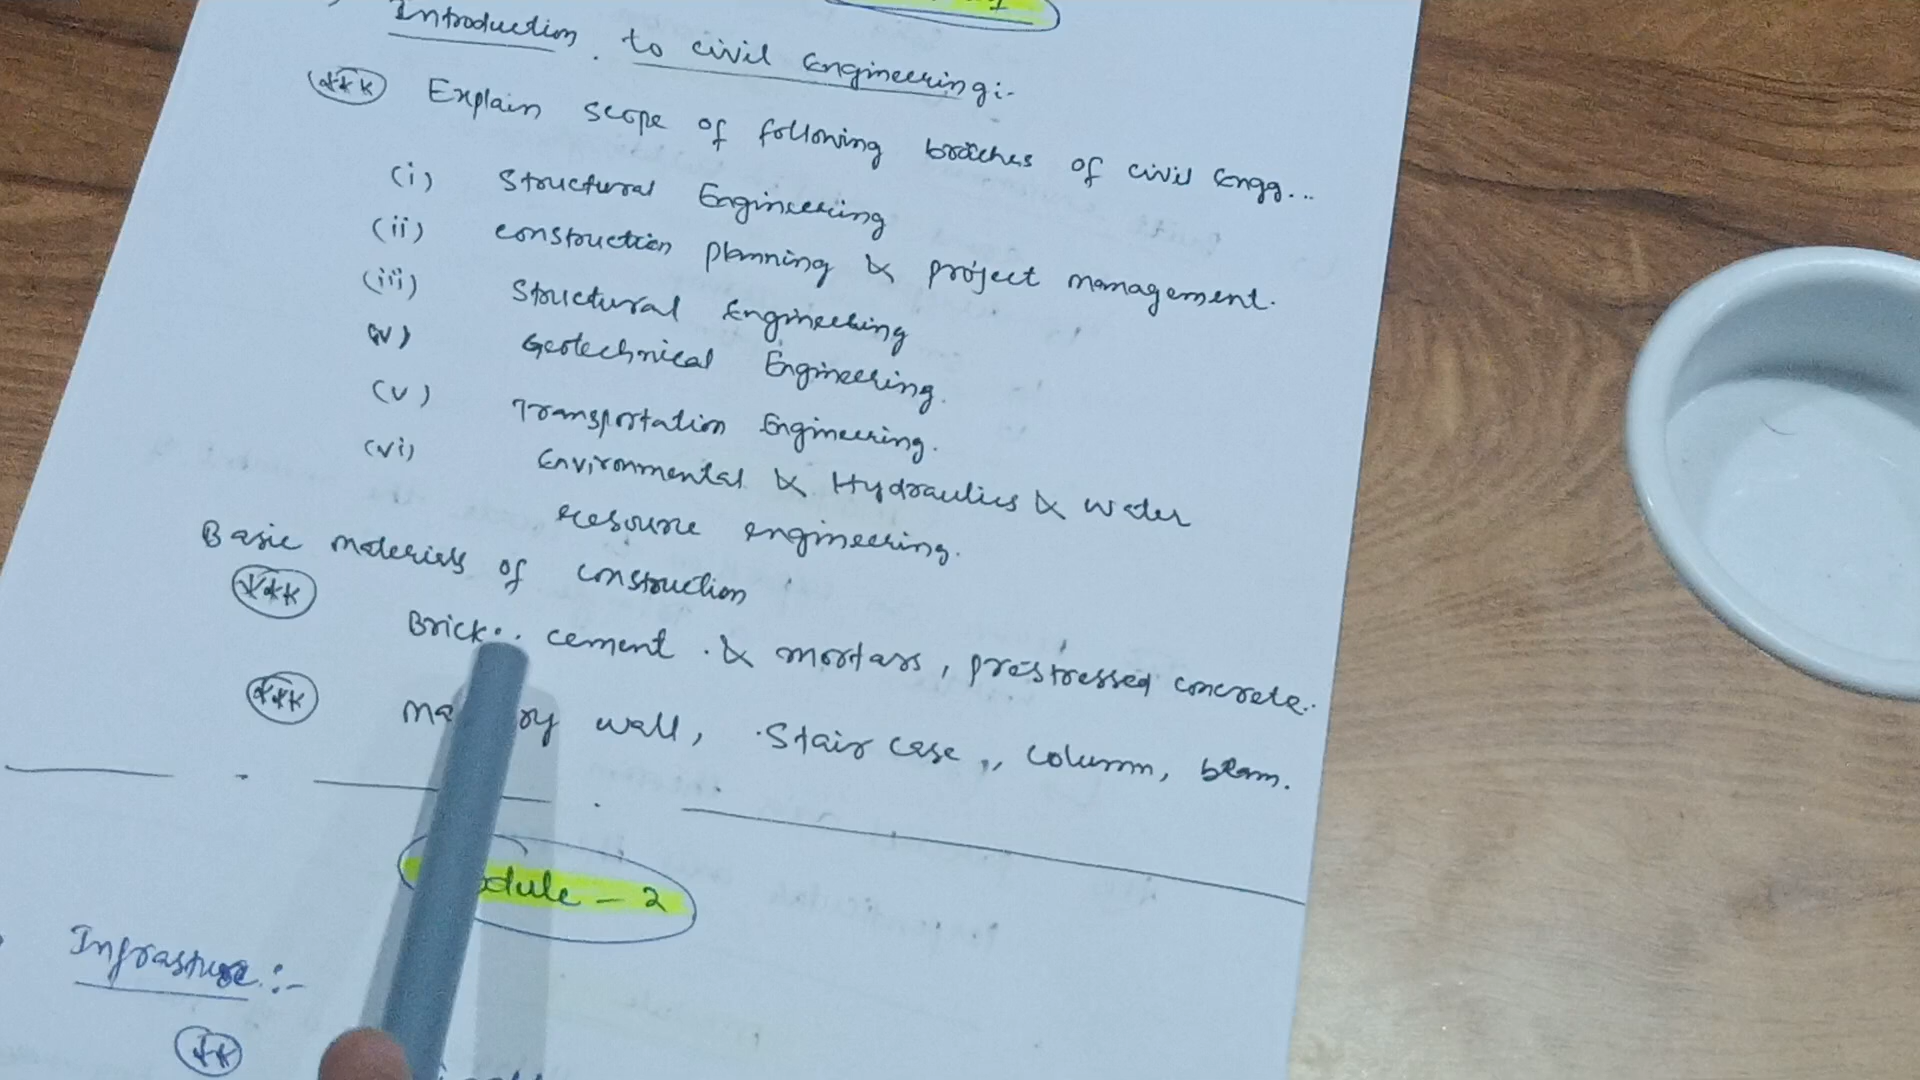 Introduction to civil Engineering:-
*** Explain scope of following braches of civil Engg...
(i) Structural Engineering
(ii) construction planning & project management.
(iii) Structural Engineering
(iv) Geotechnical Engineering.
(v) Transportation Engineering.
(vi) Environmental & Hydraulics & water
resource engineering.
Basic materials of construction
*** Brick, cement & mortars, prestressed concrete..
*** wall, Stair case, column, beam.
- 2
Infrasture:-
**